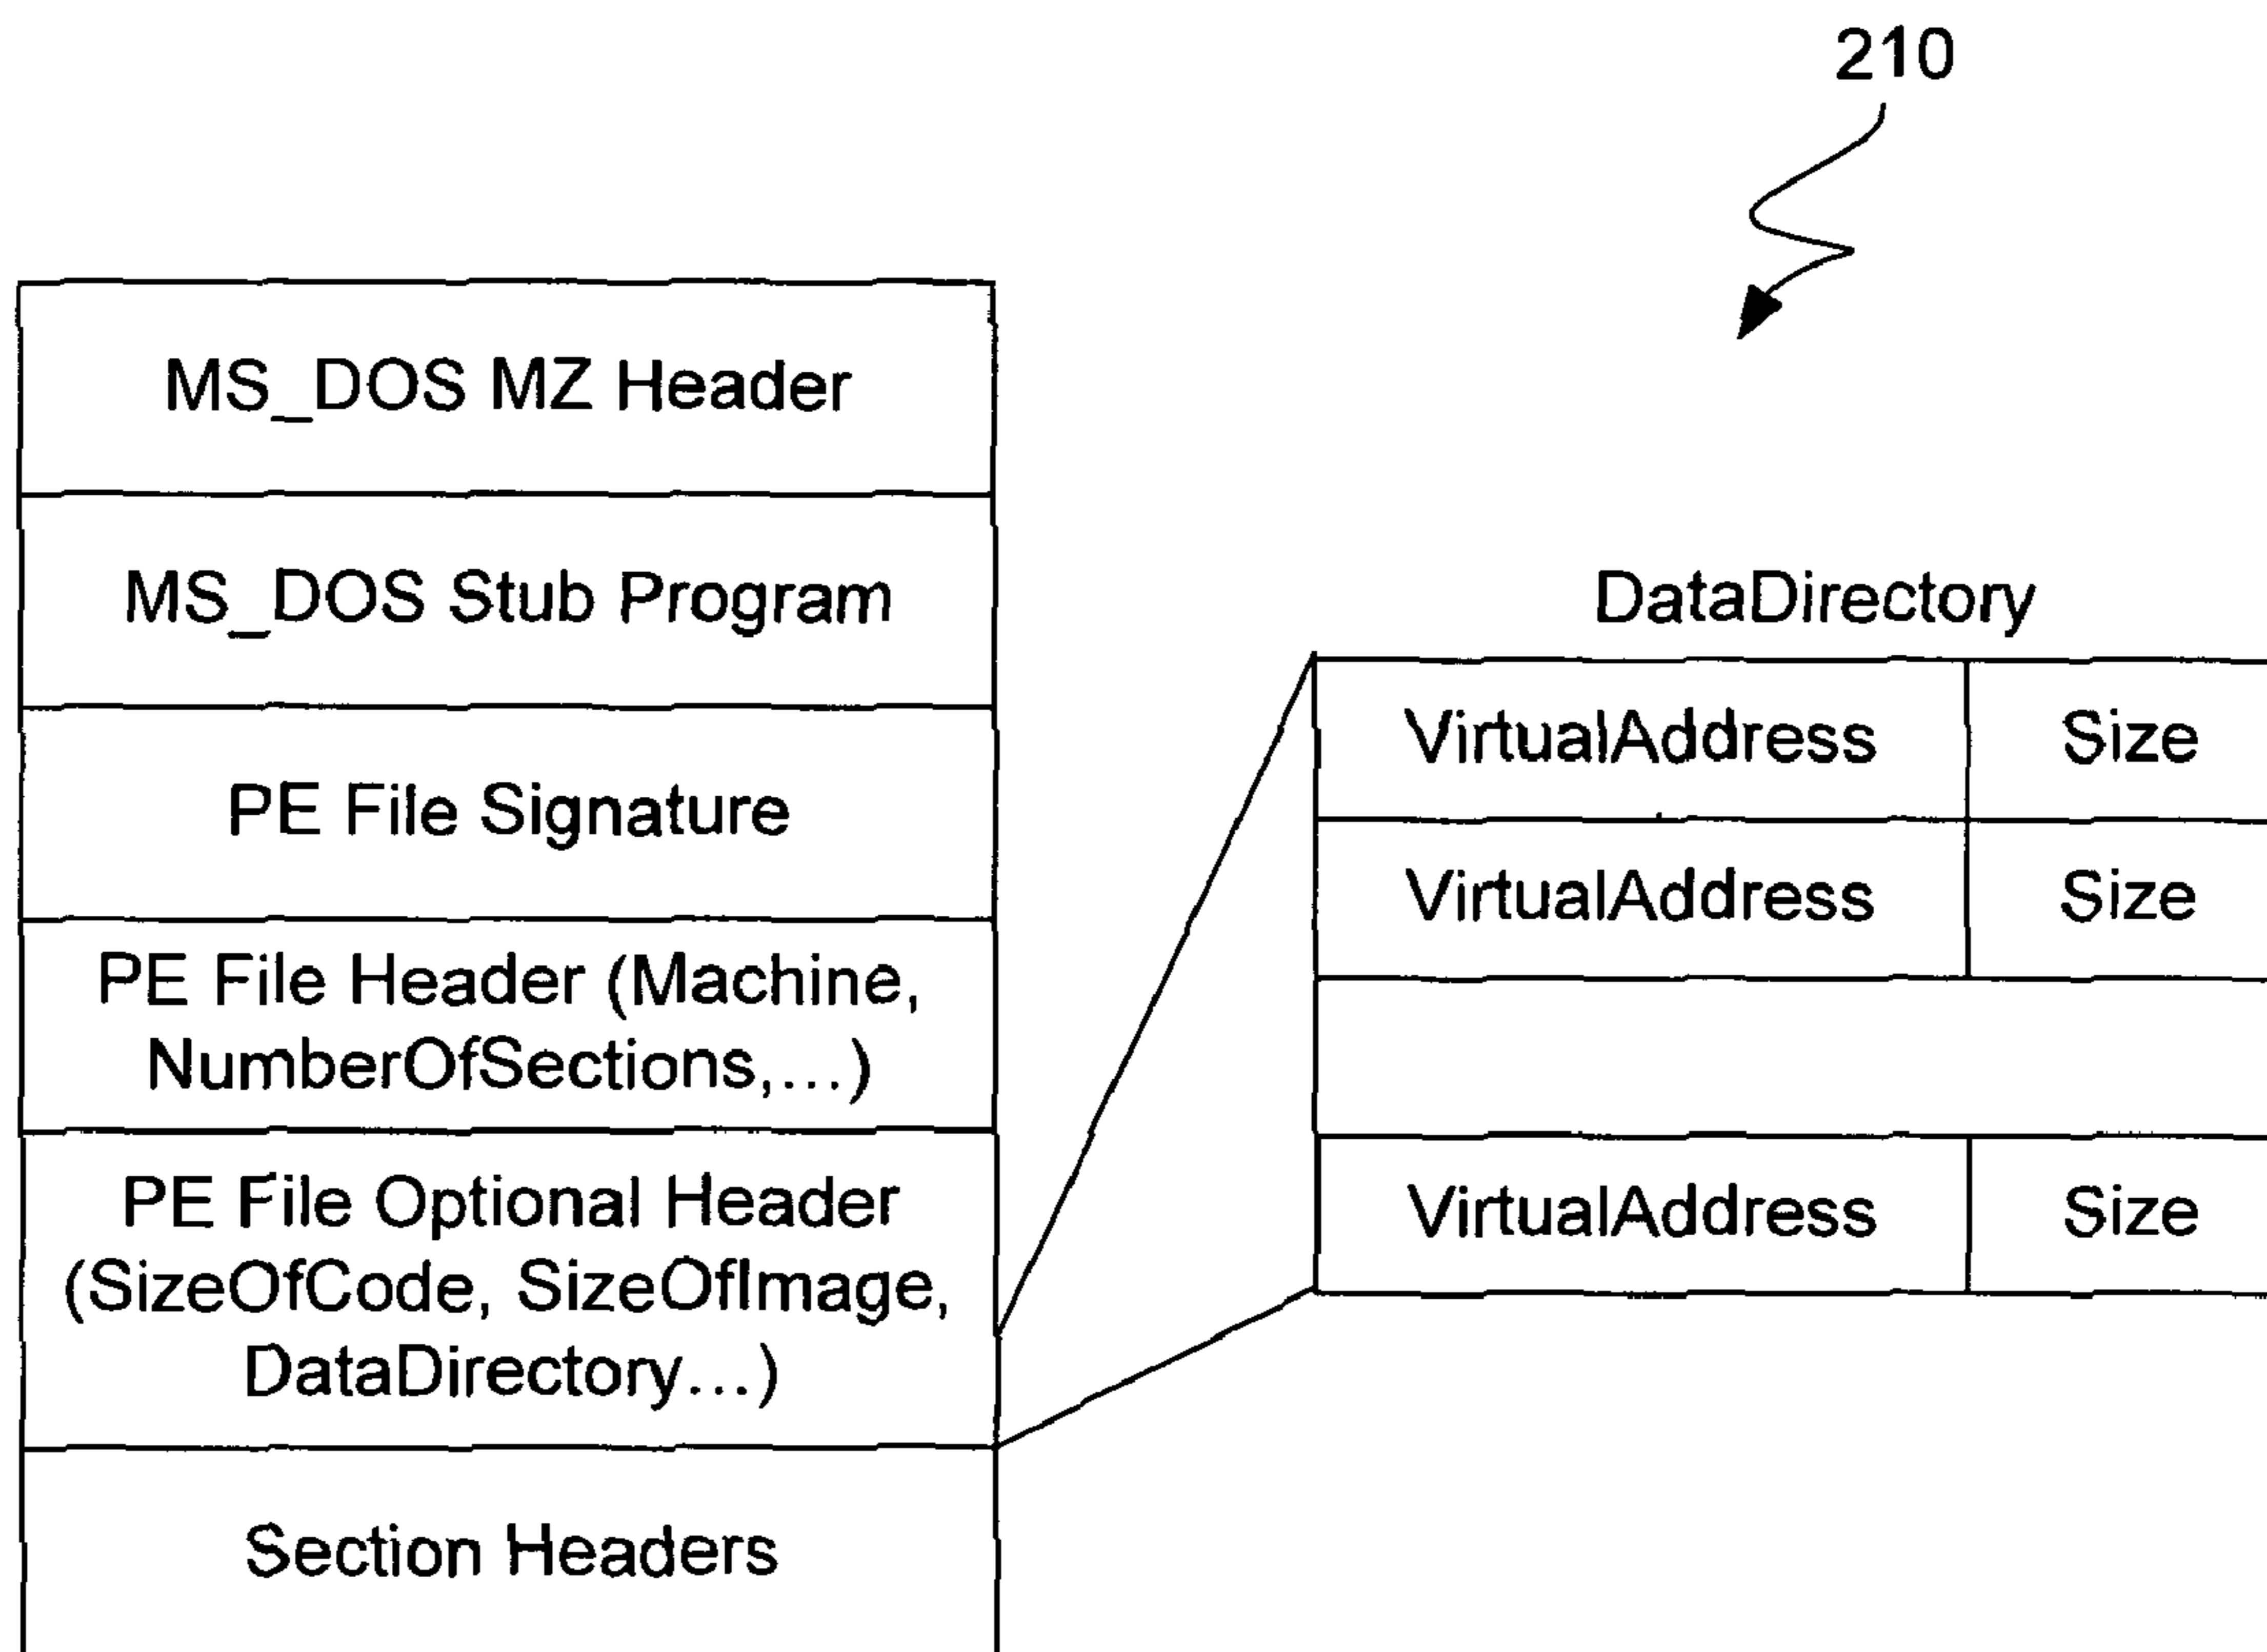 210
MS_DOS MZ Header
MS_DOS Stub Program
PE File Signature
PE File Header (Machine,
NumberOfSections,...)
PE File Optional Header
(SizeOfCode, SizeOfImage,
DataDirectory...)
Section Headers
DataDirectory
VirtualAddress Size
VirtualAddress Size
VirtualAddress Size